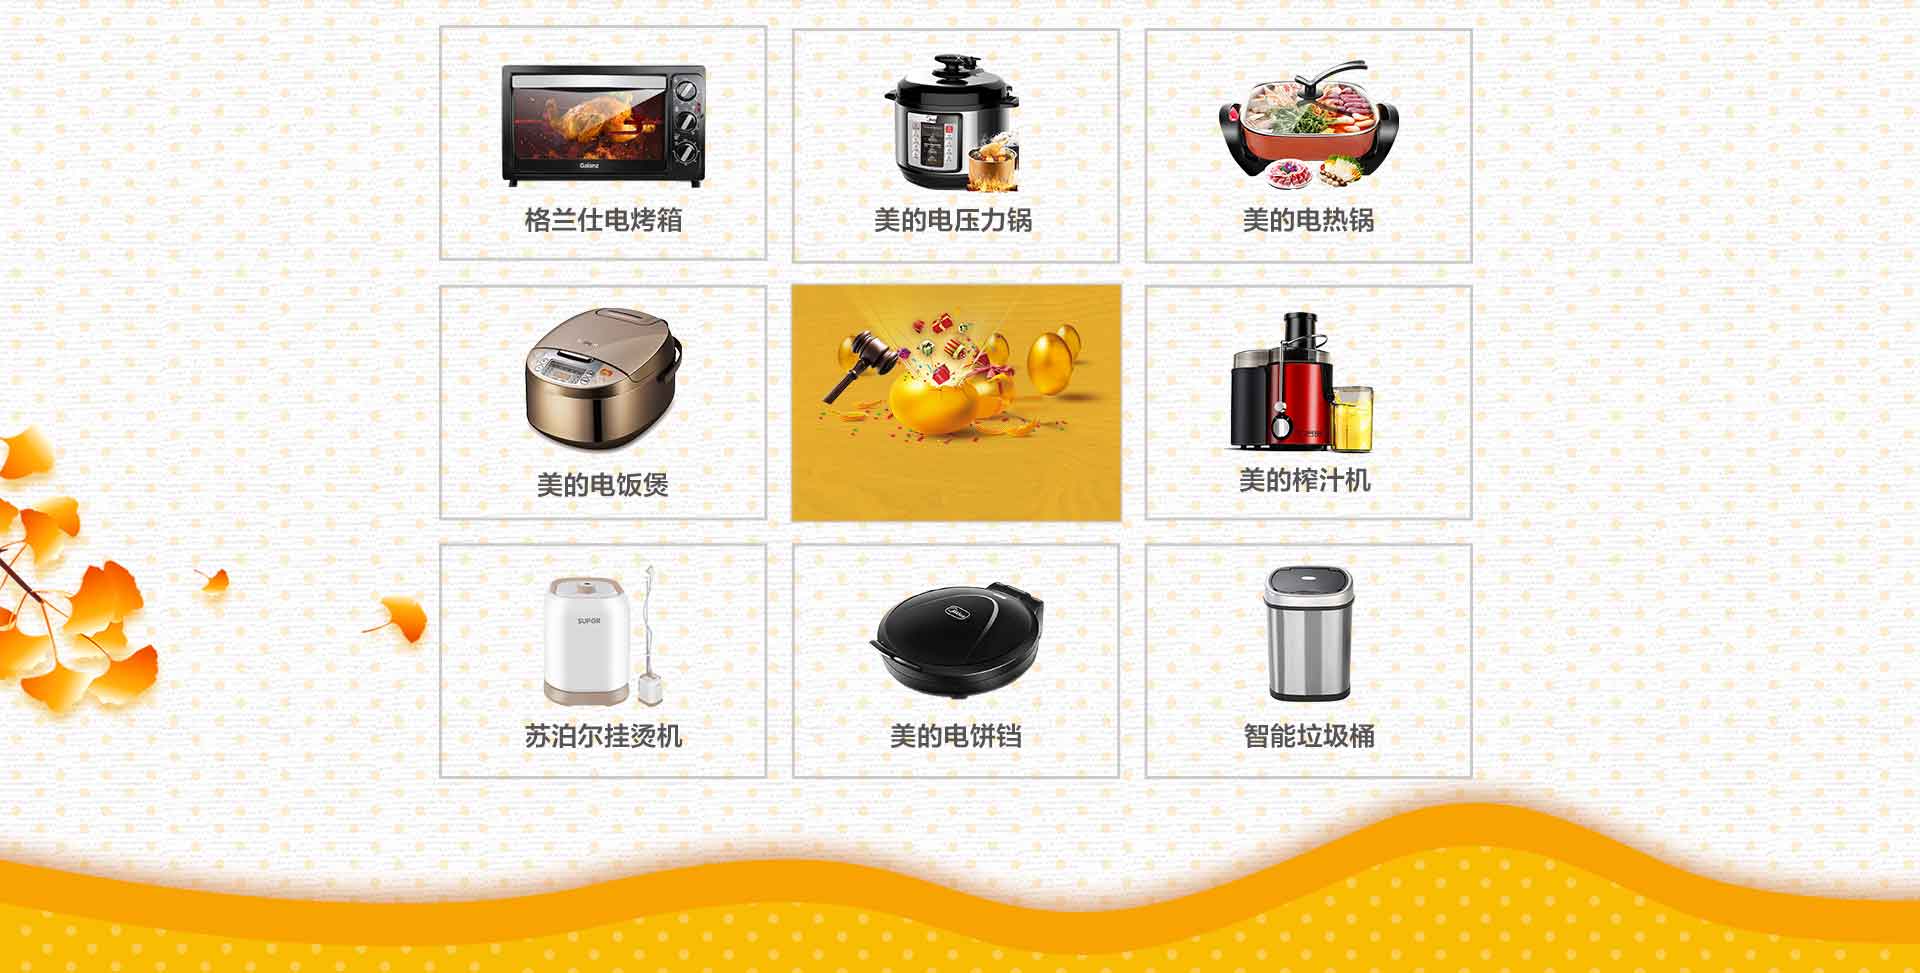 Galanz
格兰仕电烤箱
美的电压力锅
美的电热锅
美的电饭煲
美的榨汁机
SUPOR
苏泊尔挂烫机
美的电饼铛
智能垃圾桶